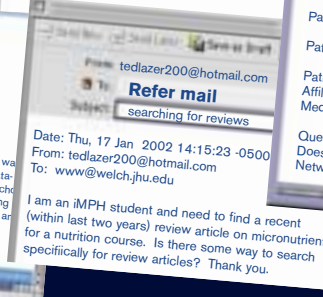 tedlazer200@hotmail.com
Refer mail
searching for reviews
Date: Thu, 17 Jan 2002 14:15:23 -0500
From: tedlazer200@hotmail.com
To: www@welch.jhu.edu
I am an iMPH student and need to find a recent
(within last two years) review article on micronutrien
for a nutrition course. Is there some way to search
specifiically for review articles? Thank you.
Pa
Pat
Pat
Affil
Med
Que
Does
Netw